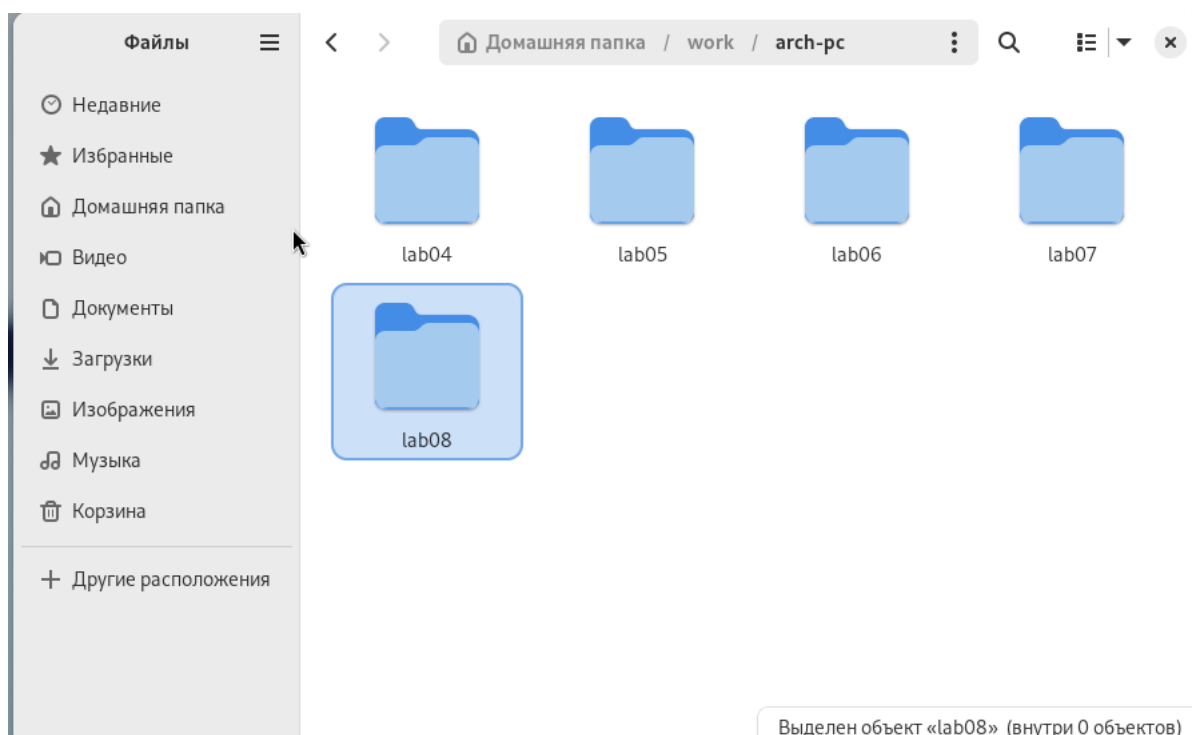 Файлы
Домашняя папка / work / arch-pc
Недавние
Избранные
Домашняя папка
Видео
Документы
Загрузки
Изображения
Музыка
Корзина
Другие расположения
lab04 lab05 lab06 lab07
lab08
Выделен объект «lab08» (внутри 0 объектов)